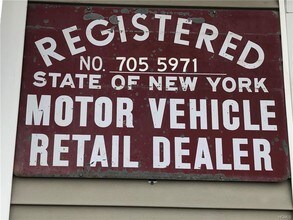 REGISTERED
NO. 705 5971
STATE OF NEW YORK
MOTOR VEHICLE
RETAIL DEALER